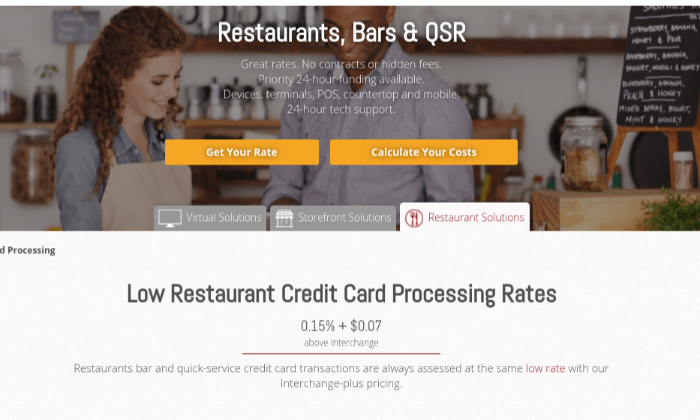 Restaurants, Bars & QSR
Great rates. No contracts or hidden fees.
Priority 24-hour funding available.
Devices, terminals, POS, countertop and mobile.
24-hour tech support.
STRAWBERRY, BANANA,
HONEY & PEAR
YOGURT, MUESLI & HONEY
BLUEBERRY, BANANA,
PEACH & HONEY
MIXED BERRY, YOGURT,
MINT & HONEY
Get Your Rate
Calculate Your Costs
Virtual Solutions
Storefront Solutions
Restaurant Solutions
d Processing
Low Restaurant Credit Card Processing Rates
0.15% + $0.07
above Interchange
Restaurants bar and quick-service credit card transactions are always assessed at the same low rate with our
Interchange-plus pricing.